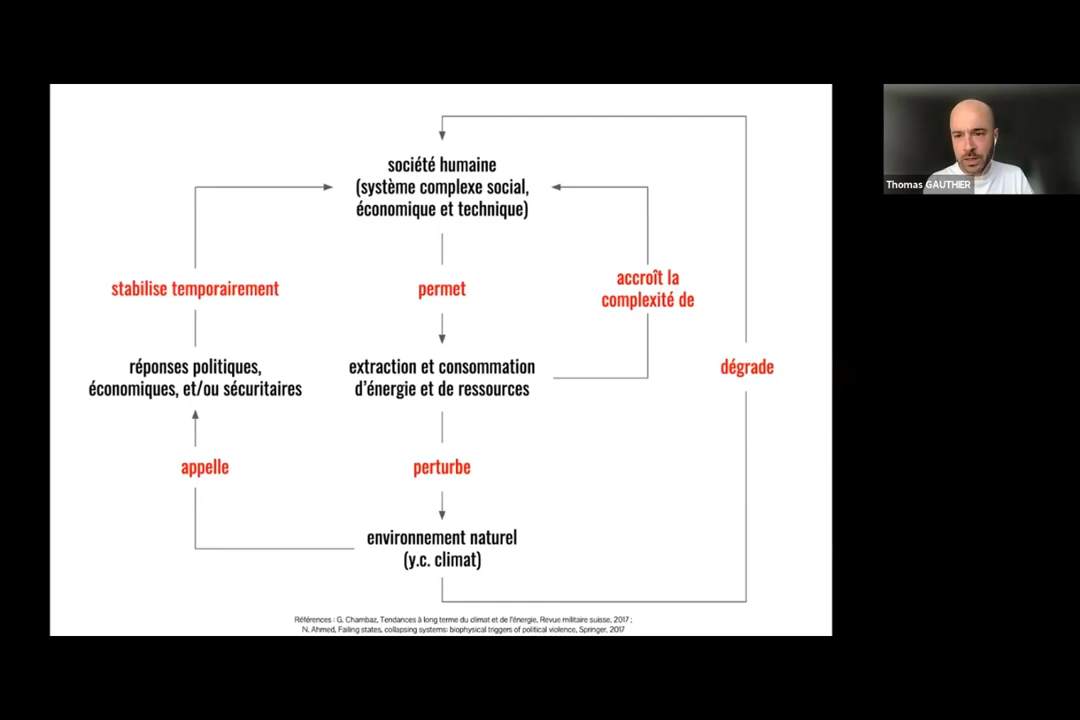 société humaine
(système complexe social,
économique et technique)
stabilise temporairement
permet
accroît la
complexité de
réponses politiques,
économiques, et/ou sécuritaires
extraction et consommation
d'énergie et de ressources
dégrade
appelle
perturbe
environnement naturel
(y.c. climat)
Références : G. Chambaz, Tendances à long terme du climat et de l'énergie, Revue militaire suisse, 2017 ;
N. Ahmed, Failing states, collapsing systems: biophysical triggers of political violence, Springer, 2017
Thomas GAUTHIER